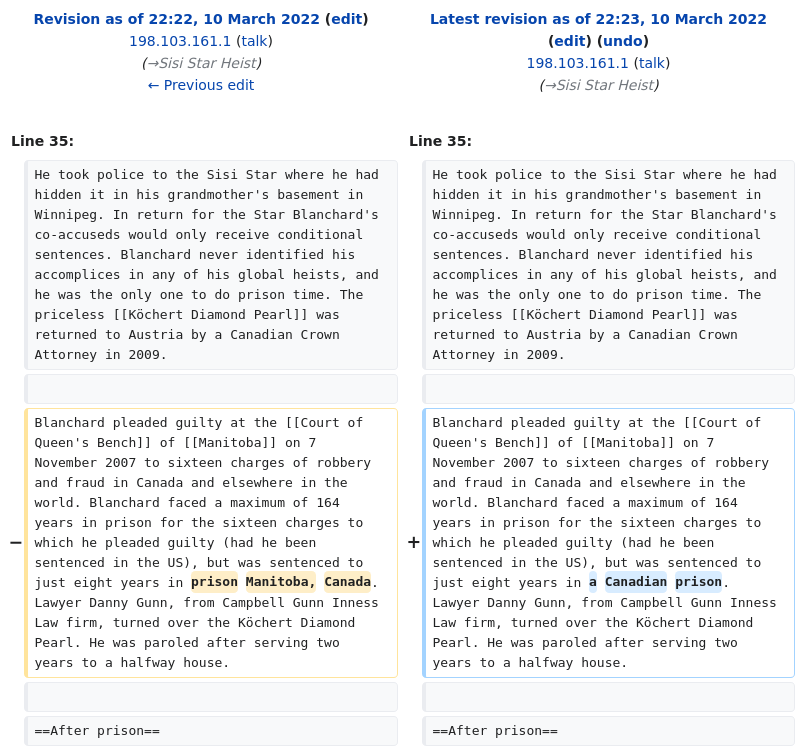 Revision as of 22:22, 10 March 2022 (edit)
198.103.161.1 (talk)
(→Sisi Star Heist)
← Previous edit
Latest revision as of 22:23, 10 March 2022
(edit) (undo)
198.103.161.1 (talk)
(→Sisi Star Heist)
Line 35:
He took police to the Sisi Star where he had
hidden it in his grandmother's basement in
Winnipeg. In return for the Star Blanchard's
co-accuseds would only receive conditional
sentences. Blanchard never identified his
accomplices in any of his global heists, and
he was the only one to do prison time. The
priceless [[Köchert Diamond Pearl]] was
returned to Austria by a Canadian Crown
Attorney in 2009.
−
Blanchard pleaded guilty at the [[Court of
Queen's Bench]] of [[Manitoba]] on 7
November 2007 to sixteen charges of robbery
and fraud in Canada and elsewhere in the
world. Blanchard faced a maximum of 164
years in prison for the sixteen charges to
which he pleaded guilty (had he been
sentenced in the US), but was sentenced to
just eight years in prison Manitoba, Canada.
Lawyer Danny Gunn, from Campbell Gunn Inness
Law firm, turned over the Köchert Diamond
Pearl. He was paroled after serving two
years to a halfway house.
==After prison==
Line 35:
He took police to the Sisi Star where he had
hidden it in his grandmother's basement in
Winnipeg. In return for the Star Blanchard's
co-accuseds would only receive conditional
sentences. Blanchard never identified his
accomplices in any of his global heists, and
he was the only one to do prison time. The
priceless [[Köchert Diamond Pearl]] was
returned to Austria by a Canadian Crown
Attorney in 2009.
+
Blanchard pleaded guilty at the [[Court of
Queen's Bench]] of [[Manitoba]] on 7
November 2007 to sixteen charges of robbery
and fraud in Canada and elsewhere in the
world. Blanchard faced a maximum of 164
years in prison for the sixteen charges to
which he pleaded guilty (had he been
sentenced in the US), but was sentenced to
just eight years in a Canadian prison.
Lawyer Danny Gunn, from Campbell Gunn Inness
Law firm, turned over the Köchert Diamond
Pearl. He was paroled after serving two
years to a halfway house.
==After prison==